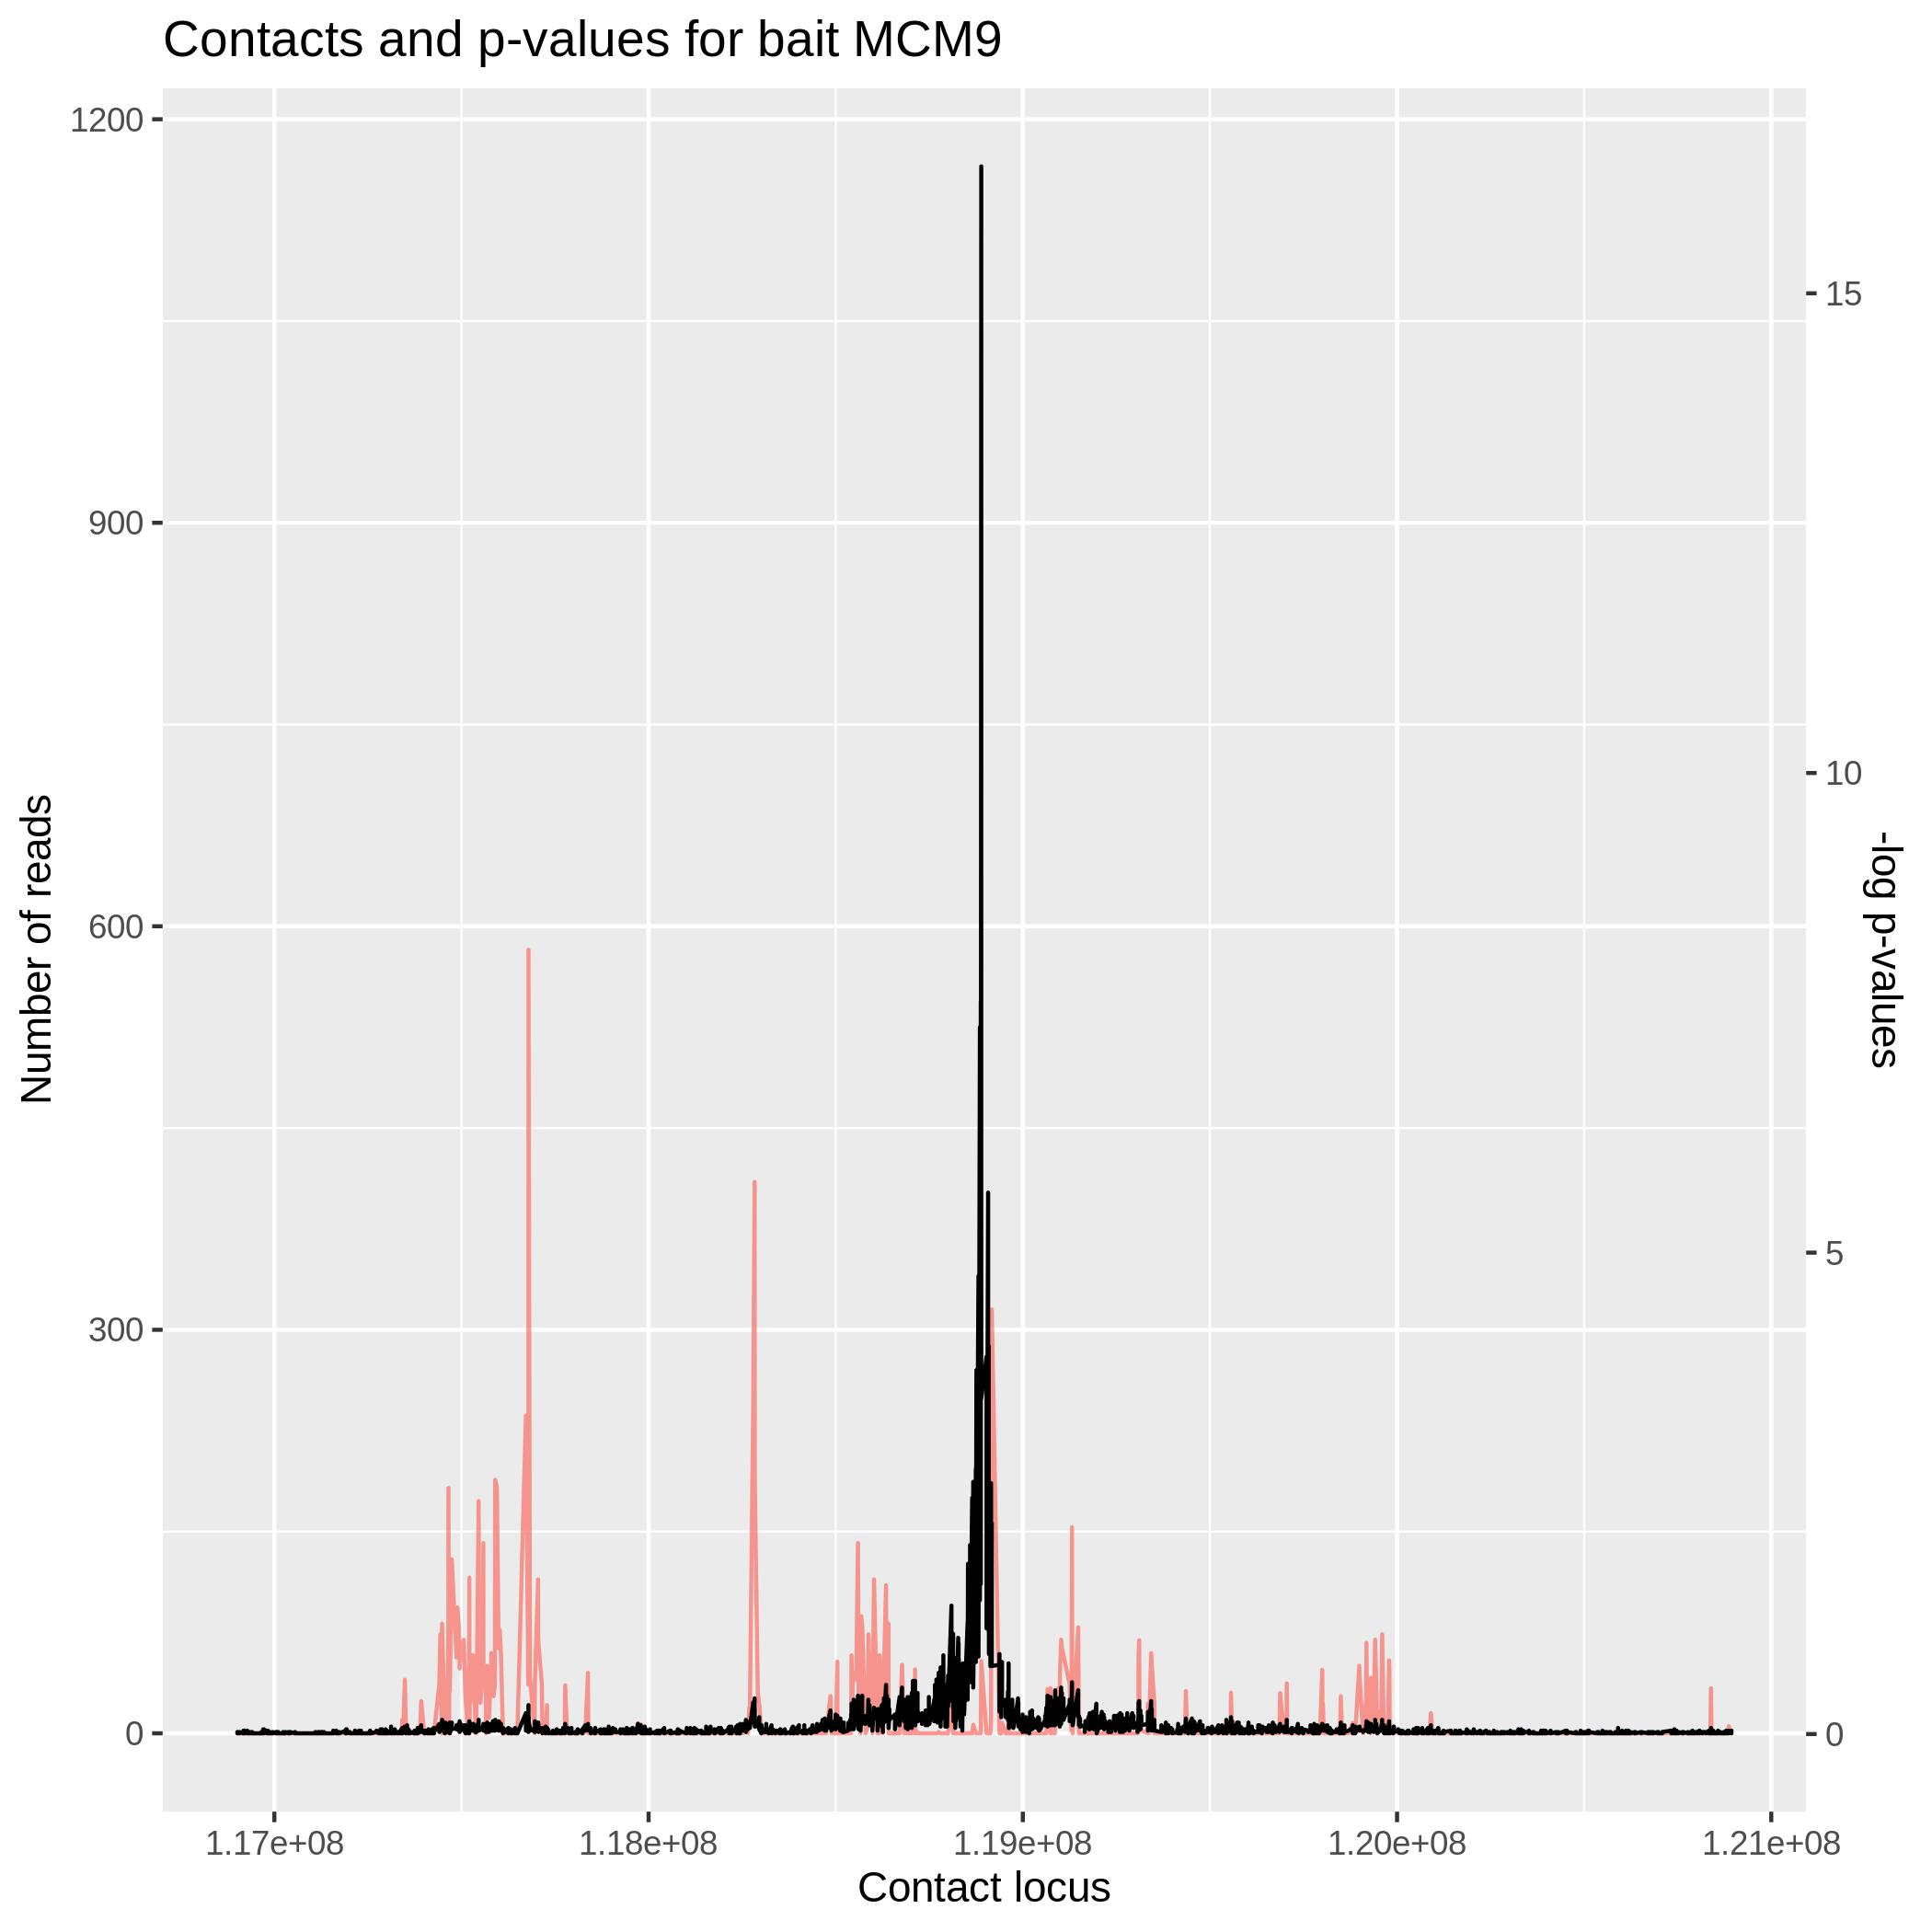 Contacts and p-values for bait MCM9
1200
900
600
300
0
Number of reads
15
10
5
0
-log p-values
1.17e+08
1.18e+08
1.19e+08
1.20e+08
1.21e+08
Contact locus